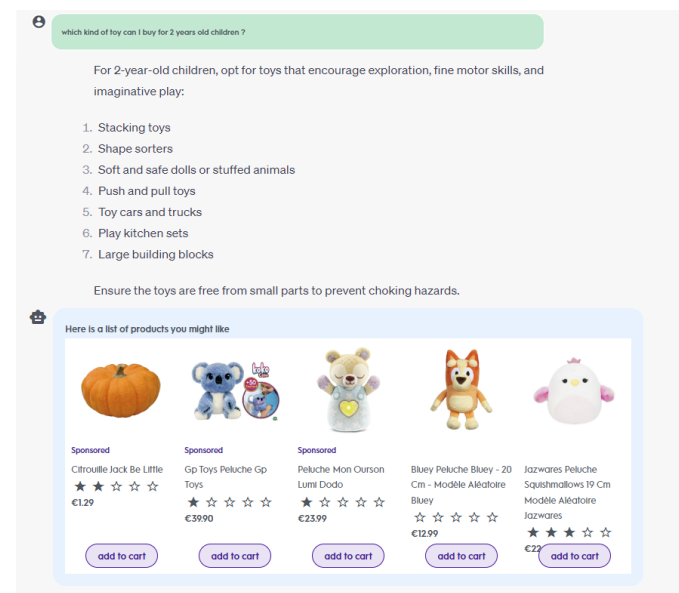 which kind of toy can I buy for 2 years old children ?
For 2-year-old children, opt for toys that encourage exploration, fine motor skills, and
imaginative play:
1. Stacking toys
2. Shape sorters
3. Soft and safe dolls or stuffed animals
4. Push and pull toys
5. Toy cars and trucks
6. Play kitchen sets
7. Large building blocks
Ensure the toys are free from small parts to prevent choking hazards.
Here is a list of products you might like
Sponsored
Citrouille Jack Be Little
€1.29
add to cart
Sponsored
Gp Toys Peluche Gp
Toys
€39.90
add to cart
Sponsored
Peluche Mon Ourson
Lumi Dodo
€23.99
add to cart
Bluey Peluche Bluey - 20
Cm - Modèle Aléatoire
Bluey
€12.99
add to cart
Jazwares Peluche
Squishmallows 19 Cm
Modèle Aléatoire
Jazwares
€22
add to cart